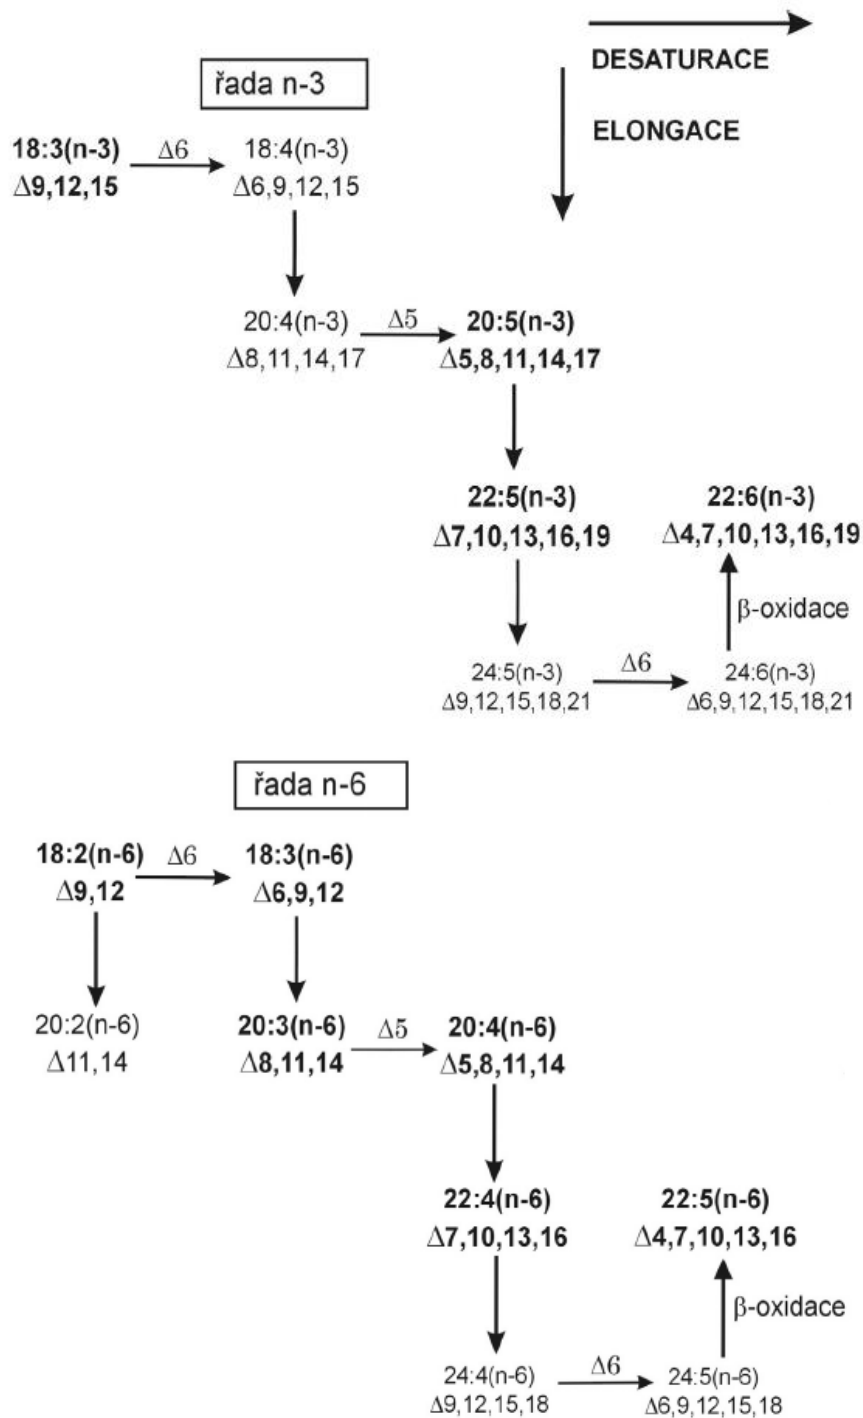 DESATURACE
řada n-3
ELONGACE
18:3(n-3) Δ6 18:4(n-3)
Δ9,12,15 Δ6,9,12,15
20:4(n-3) Δ5 20:5(n-3)
Δ8,11,14,17 Δ5,8,11,14,17
22:5(n-3) 22:6(n-3)
Δ7,10,13,16,19 Δ4,7,10,13,16,19
β-oxidace
24:5(n-3) Δ6 24:6(n-3)
Δ9,12,15,18,21 Δ6,9,12,15,18,21
řada n-6
18:2(n-6) Δ6 18:3(n-6)
Δ9,12 Δ6,9,12
20:2(n-6) 20:3(n-6) Δ5 20:4(n-6)
Δ11,14 Δ8,11,14 Δ5,8,11,14
22:4(n-6) 22:5(n-6)
Δ7,10,13,16 Δ4,7,10,13,16
β-oxidace
24:4(n-6) Δ6 24:5(n-6)
Δ9,12,15,18 Δ6,9,12,15,18